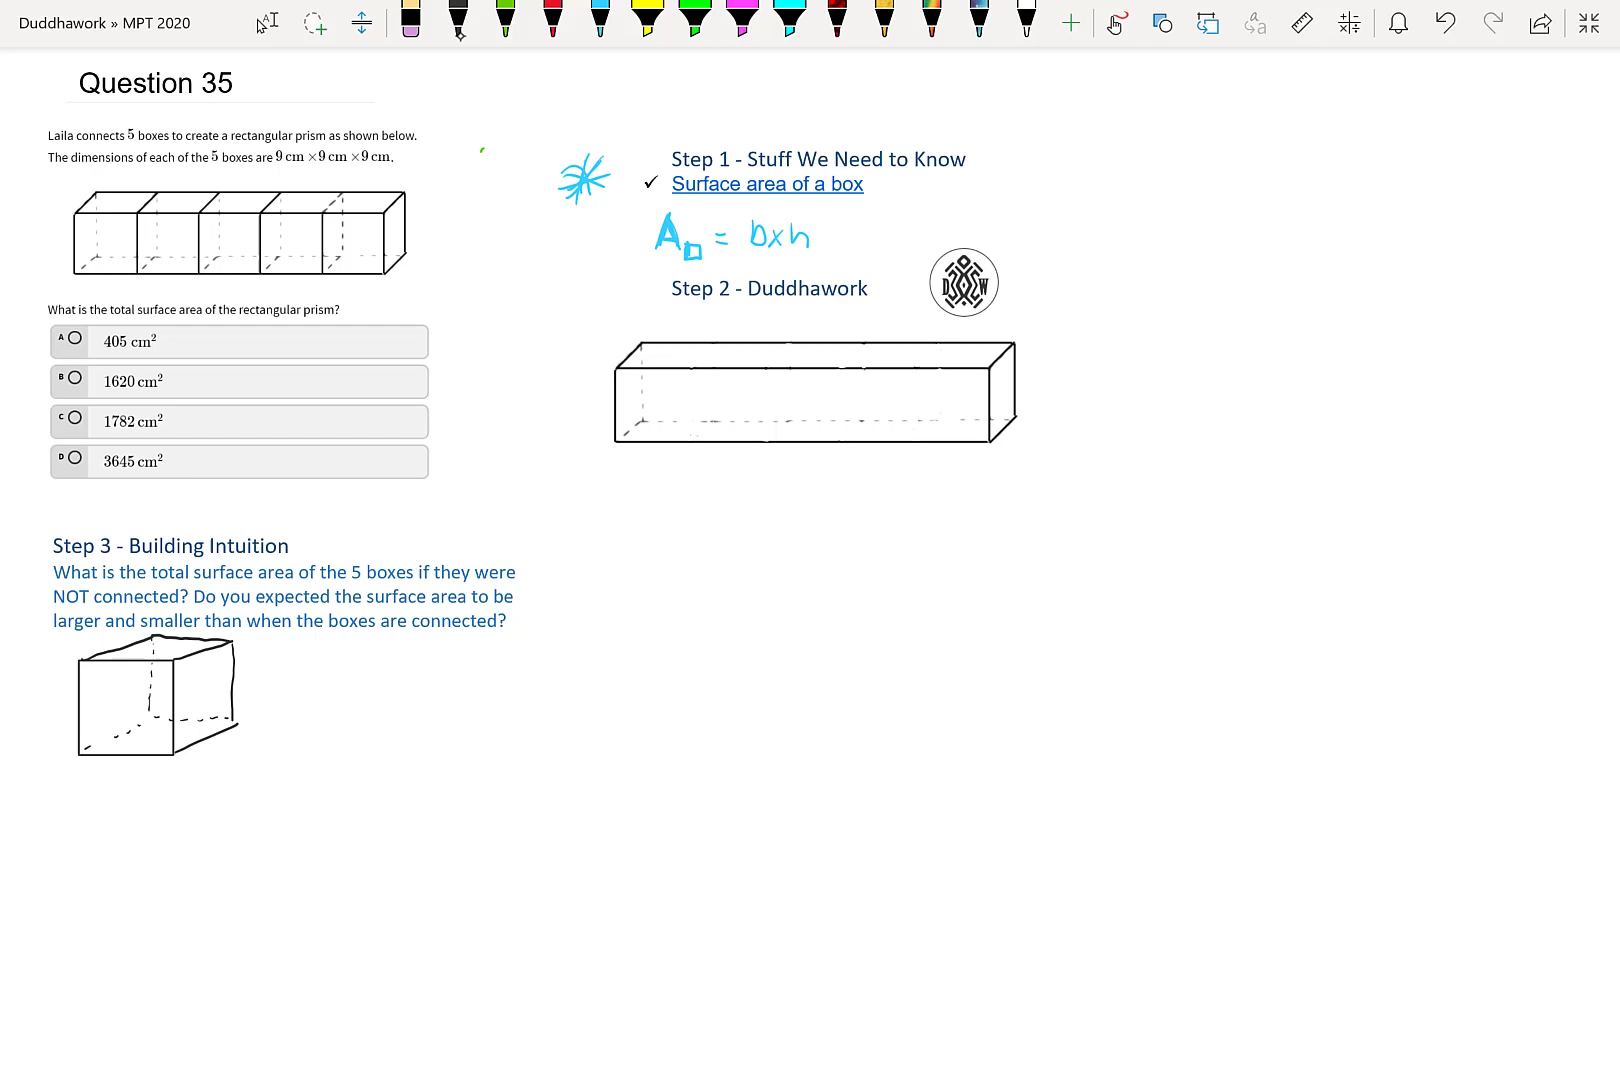 Duddhawork » MPT 2020
Question 35
Laila connects 5 boxes to create a rectangular prism as shown below.
The dimensions of each of the 5 boxes are 9 cm ×9 cm ×9 cm.
What is the total surface area of the rectangular prism?
A 405 cm²
B 1620 cm²
C 1782 cm²
D 3645 cm²
Step 1 - Stuff We Need to Know
✓ Surface area of a box
A□ = b×h
Step 2 - Duddhawork
D W
Step 3 - Building Intuition
What is the total surface area of the 5 boxes if they were
NOT connected? Do you expected the surface area to be
larger and smaller than when the boxes are connected?